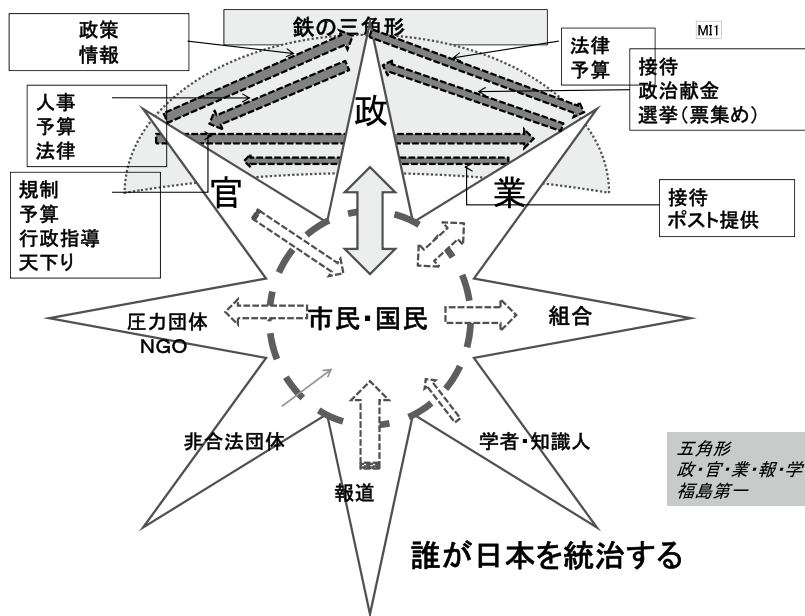 鉄の三角形
MI1
政策
情報
法律
予算
接待
政治献金
選挙(票集め)
人事
予算
法律
政
官
業
規制
予算
行政指導
天下り
接待
ポスト提供
市民・国民
圧力団体
NGO
組合
非合法団体
学者・知識人
報道
五角形
政・官・業・報・学
福島第一
誰が日本を統治する